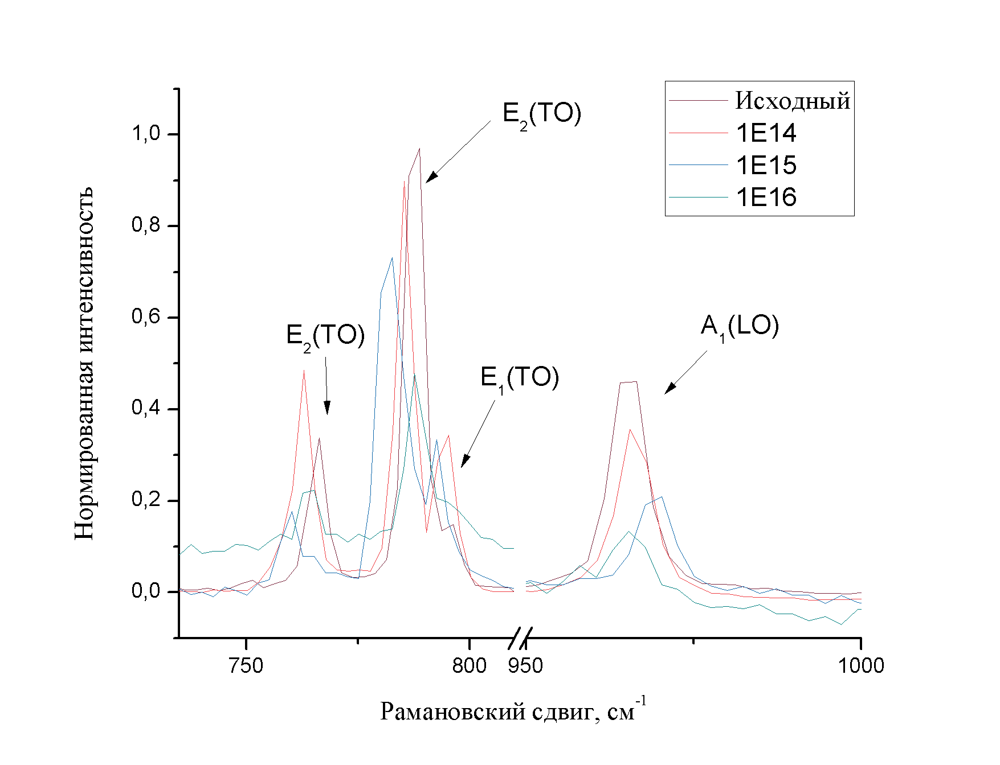 E2(TO)
Исходный
1E14
1E15
1E16
1,0
0,8
0,6
0,4
0,2
0,0
Нормированная интенсивность
E2(TO)
A1(LO)
E1(TO)
750
800
950
1000
Рамановский сдвиг, см-1